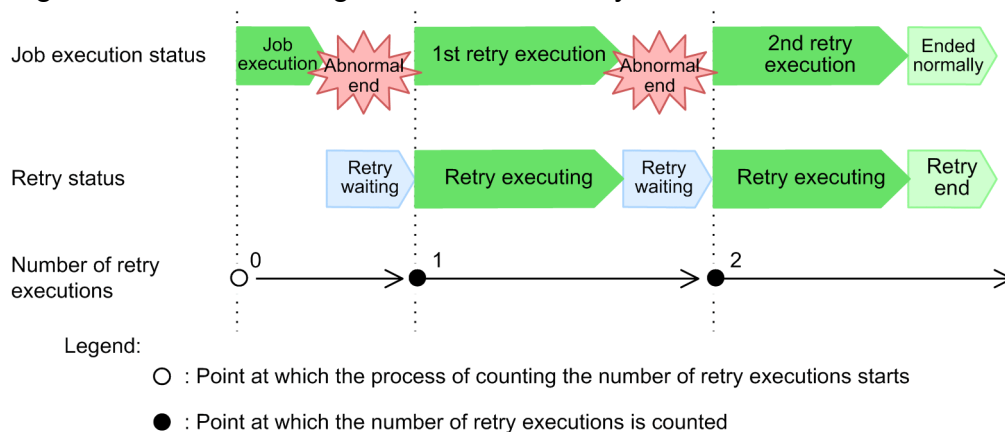 Job execution status
Job
execution
Abnormal
end
1st retry execution
Abnormal
end
2nd retry
execution
Ended
normally
Retry status
Retry
waiting
Retry executing
Retry
waiting
Retry executing
Retry
end
Number of retry
executions
0
1
2
Legend:
: Point at which the process of counting the number of retry executions starts
: Point at which the number of retry executions is counted